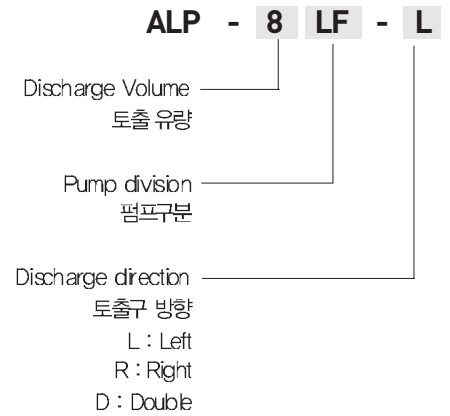 ALP - 8 LF - L
Discharge Volume
토출 유량
Pump division
펌프구분
Discharge direction
토출구 방향
L : Left
R : Right
D : Double